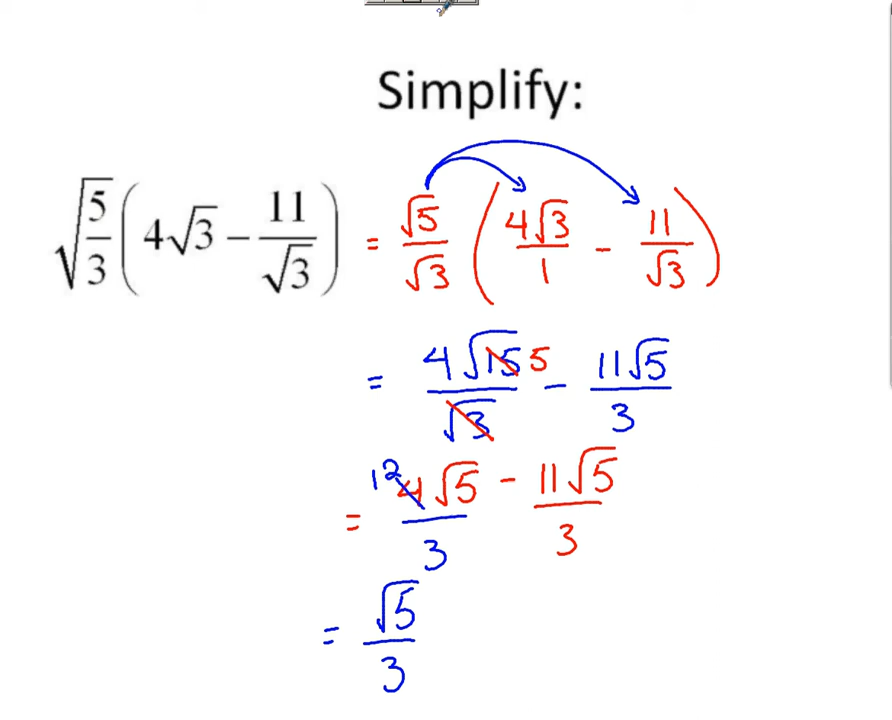 Simplify:
√(5/3) (4√3 − 11/√3) = √5/√3 (4√3/1 − 11/√3)
= 4√15 5/√3 − 11√5/3
= 12 4√5/3 − 11√5/3
= √5/3